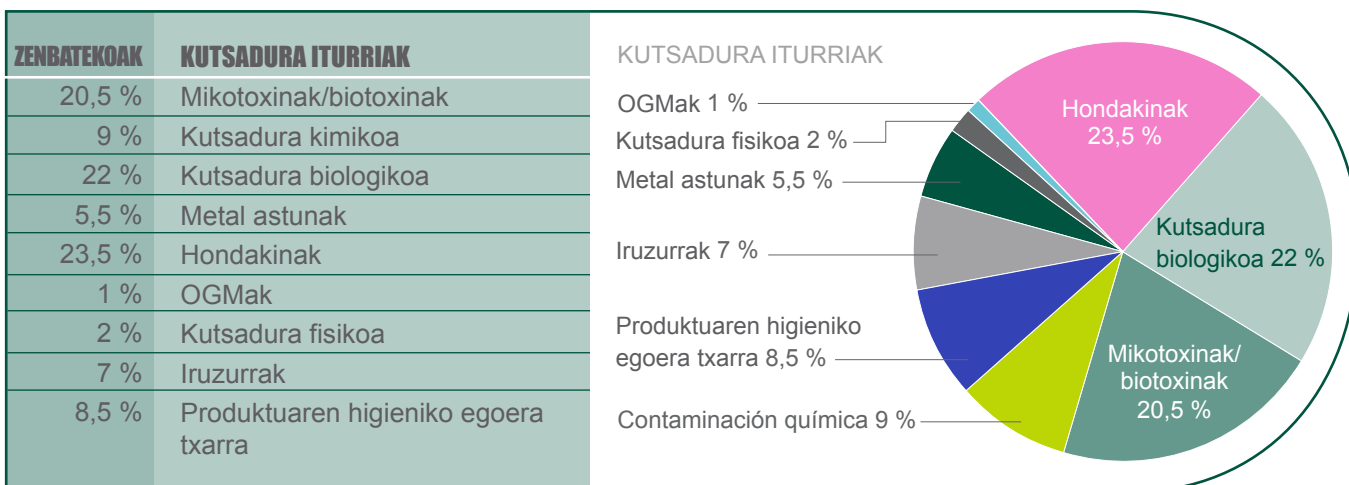 ZENBATEKOAK KUTSADURA ITURRIAK
20,5 % Mikotoxinak/biotoxinak
9 % Kutsadura kimikoa
22 % Kutsadura biologikoa
5,5 % Metal astunak
23,5 % Hondakinak
1 % OGMak
2 % Kutsadura fisikoa
7 % Iruzurrak
8,5 % Produktuaren higieniko egoera
txarra
KUTSADURA ITURRIAK
OGMak 1 %
Kutsadura fisikoa 2 %
Metal astunak 5,5 %
Iruzurrak 7 %
Produktuaren higieniko
egoera txarra 8,5 %
Contaminación química 9 %
Hondakinak
23,5 %
Kutsadura
biologikoa 22 %
Mikotoxinak/
biotoxinak
20,5 %